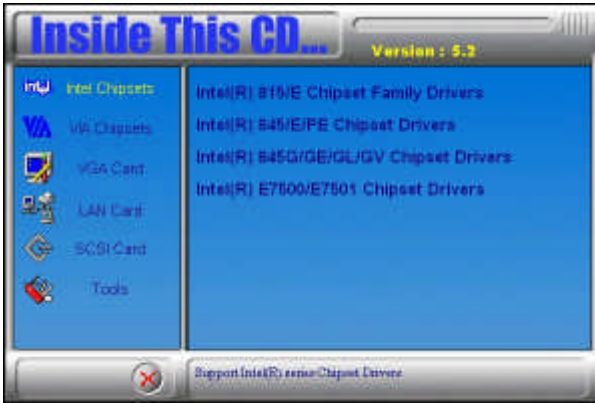 Inside This CD...
Version : 5.2
intel
Intel Chipsets
VIA
VIA Chipsets
VGA Card
LAN Card
SCSI Card
Tools
Intel(R) 815/E Chipset Family Drivers
Intel(R) 845/E/PE Chipset Drivers
Intel(R) 845G/GE/GL/GV Chipset Drivers
Intel(R) E7500/E7501 Chipset Drivers
Support Intel(R) series Chipset Drivers